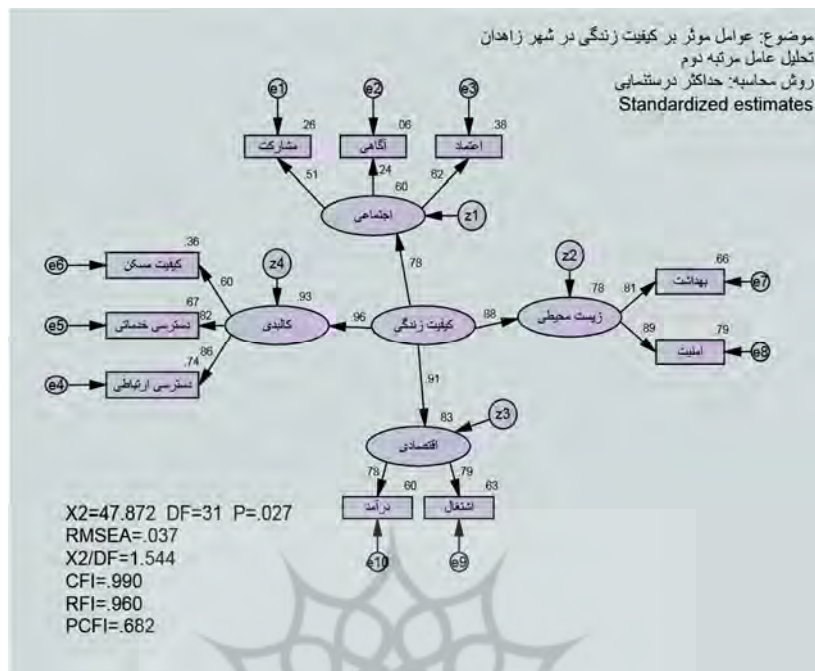 موضوع: عوامل موثر بر کیفیت زندگی در شهر زاهدان
تحلیل عامل مرتبه دوم
روش محاسبه: حداکثر درستنمایی
Standardized estimates
e1 e2 e3
.26 .06 .38
مشارکت آگاهی اعتماد
.51 .24 .62
.60
اجتماعی z1
.78
.36
e6 کیفیت مسکن
.60
z4
.93
.67
e5 دسترسی خدماتی
.82
کالبدی
.96
کیفیت زندگی
.88
.74
e4 دسترسی ارتباطی
.86
z2
.78
زیست محیطی
.66
.81
بهداشت e7
.89
.79
امنیت e8
.91
z3
.83
اقتصادی
.78 .79
.60 .63
درآمد اشتغال
e10 e9
X2=47.872 DF=31 P=.027
RMSEA=.037
X2/DF=1.544
CFI=.990
RFI=.960
PCFI=.682